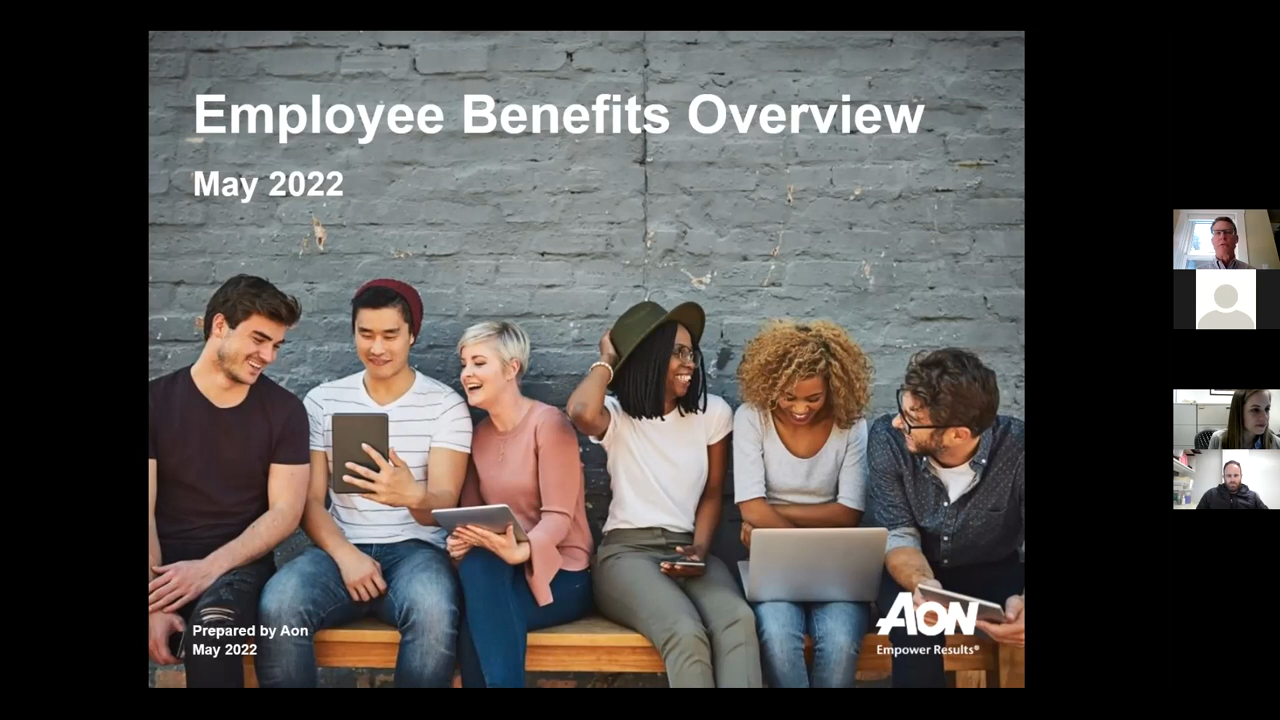 Employee Benefits Overview
May 2022
Prepared by Aon
May 2022
AON
Empower Results®